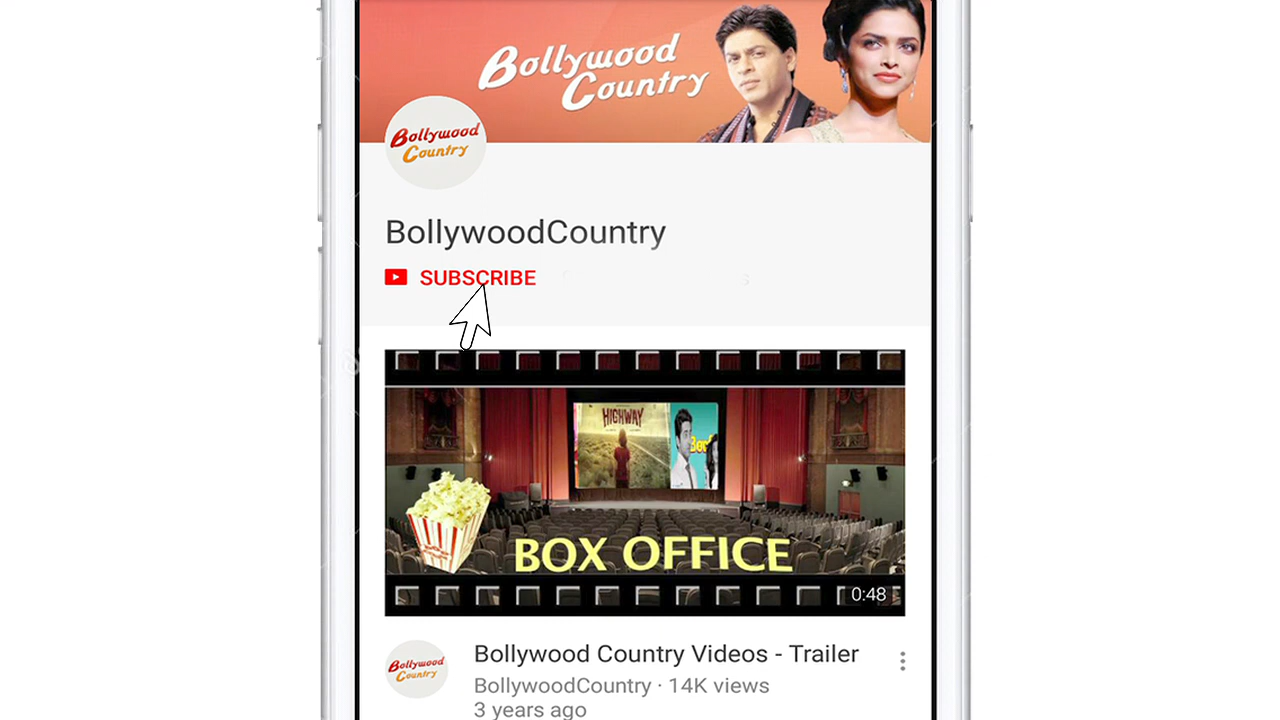 Bollywood
Country
Bollywood
Country
BollywoodCountry
SUBSCRIBE
HIGHWAY
BOX OFFICE
0:48
Bollywood
Country
Bollywood Country Videos - Trailer
BollywoodCountry · 14K views
3 years ago